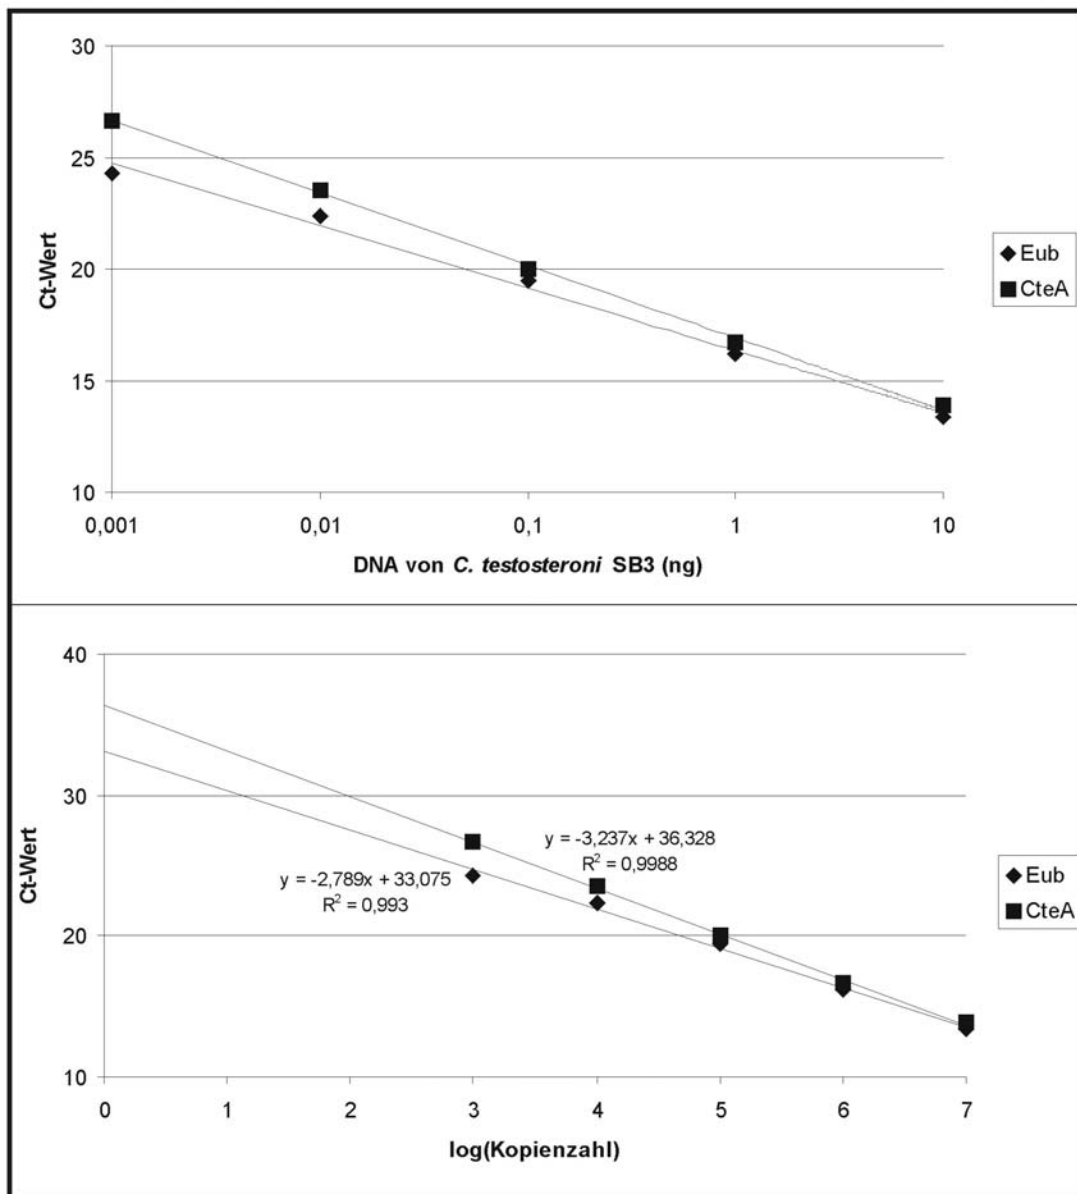 30
25
20
15
10
Ct-Wert
0,001 0,01 0,1 1 10
DNA von C. testosteroni SB3 (ng)
Eub
CteA
40
30
20
10
Ct-Wert
y = -3,237x + 36,328
R² = 0,9988
y = -2,789x + 33,075
R² = 0,993
0 1 2 3 4 5 6 7
log(Kopienzahl)
Eub
CteA